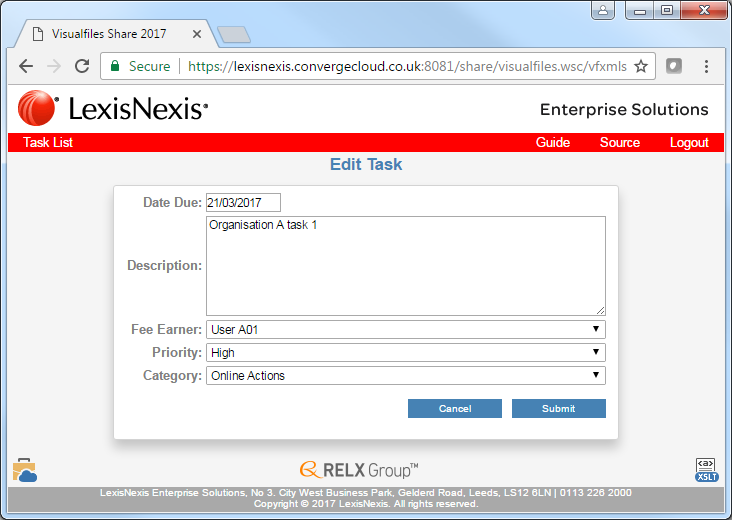 Visualfiles Share 2017
Secure https://lexisnexis.convergecloud.co.uk:8081/share/visualfiles.wsc/vfxmls
LexisNexis® Enterprise Solutions
Task List Guide Source Logout
Edit Task
Date Due: 21/03/2017
Description: Organisation A task 1
Fee Earner: User A01
Priority: High
Category: Online Actions
Cancel Submit
RELX Group™
<a>
XSLT
LexisNexis Enterprise Solutions, No 3. City West Business Park, Gelderd Road, Leeds, LS12 6LN | 0113 226 2000
Copyright © 2017 LexisNexis. All rights reserved.